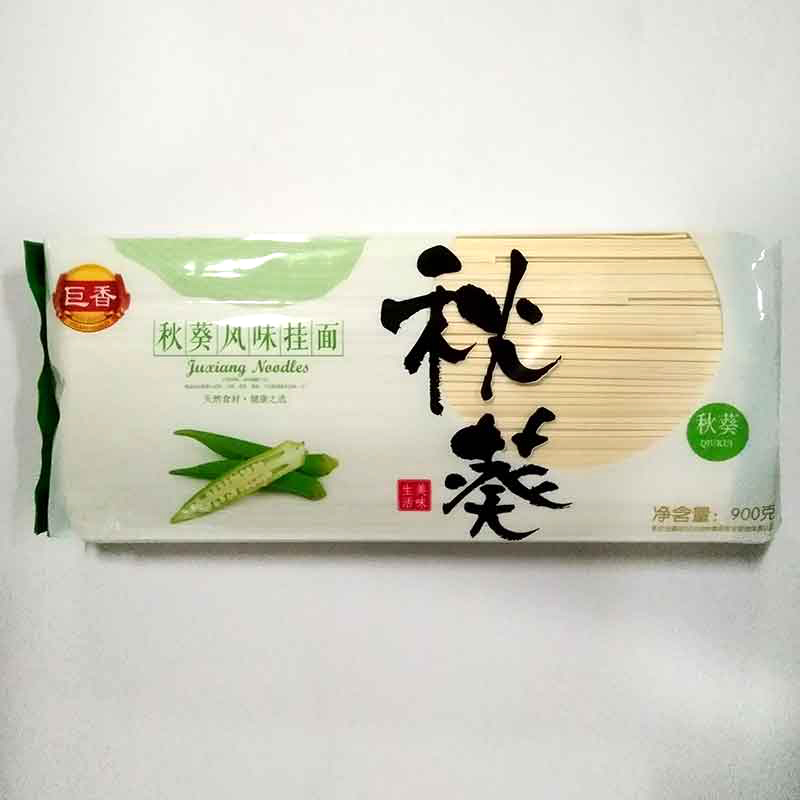 巨香
秋葵风味挂面
Juxiang Noodles
天然食材·健康之选
秋葵
美味
生活
秋葵
QIUKUI
净含量: 900克